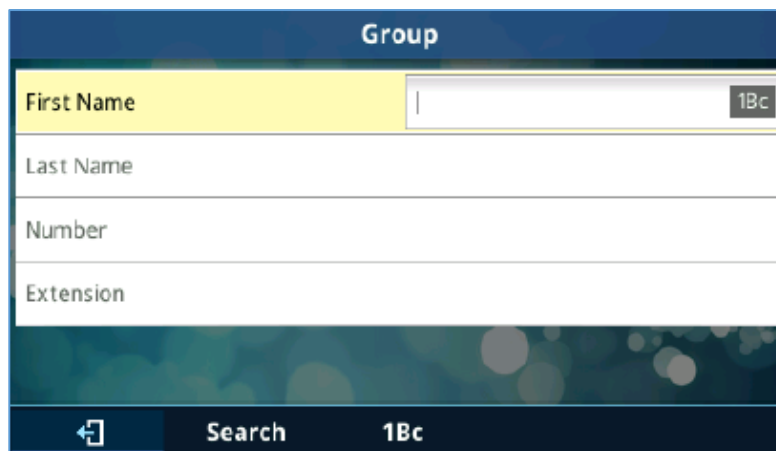 Group
First Name 1Bc
Last Name
Number
Extension
Search 1Bc